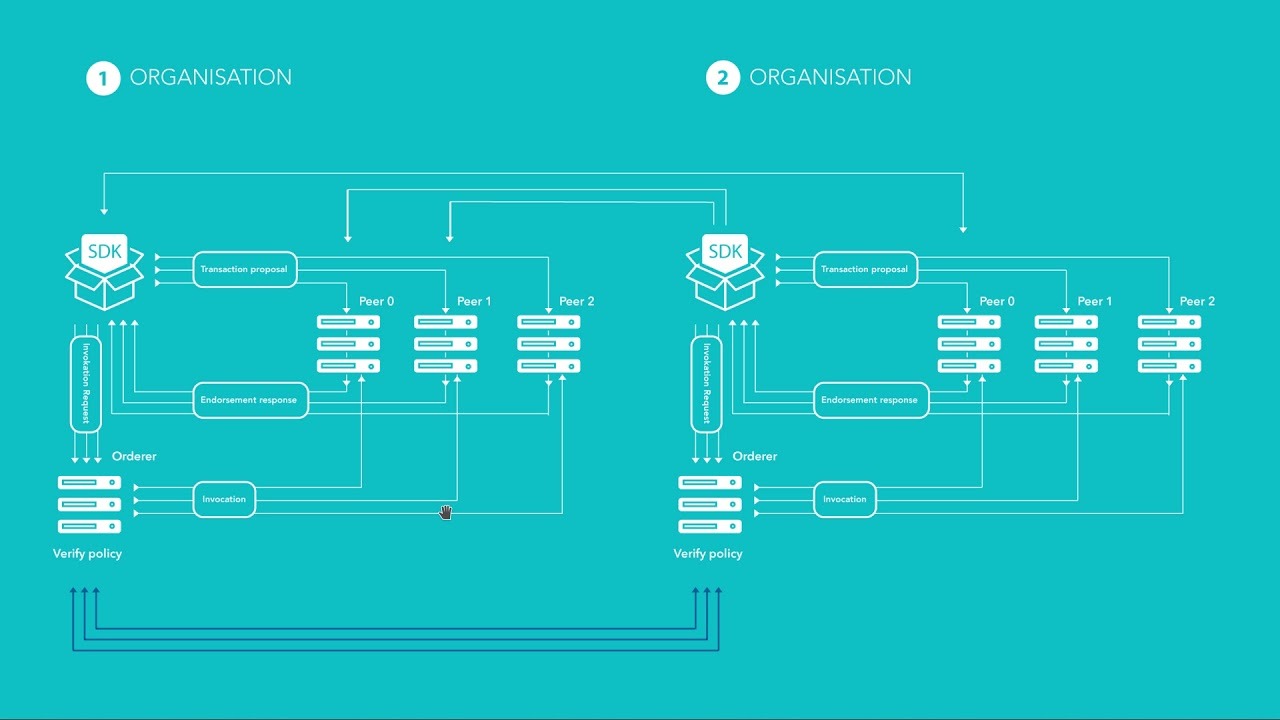 1 ORGANISATION
2 ORGANISATION
SDK
Transaction proposal
Peer 0
Peer 1
Peer 2
Invokation Request
Endorsement response
Orderer
Invocation
Verify policy
SDK
Transaction proposal
Peer 0
Peer 1
Peer 2
Invokation Request
Endorsement response
Orderer
Invocation
Verify policy